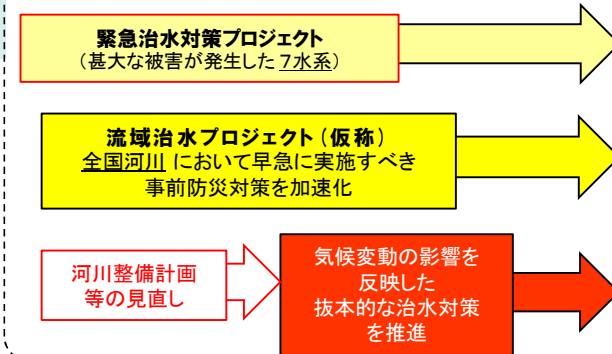 緊急治水対策プロジェクト
（甚大な被害が発生した 7水系）
流域治水プロジェクト（仮称）
全国河川 において早急に実施すべき
事前防災対策を加速化
河川整備計画
等の見直し
気候変動の影響を
反映した
抜本的な治水対策
を推進